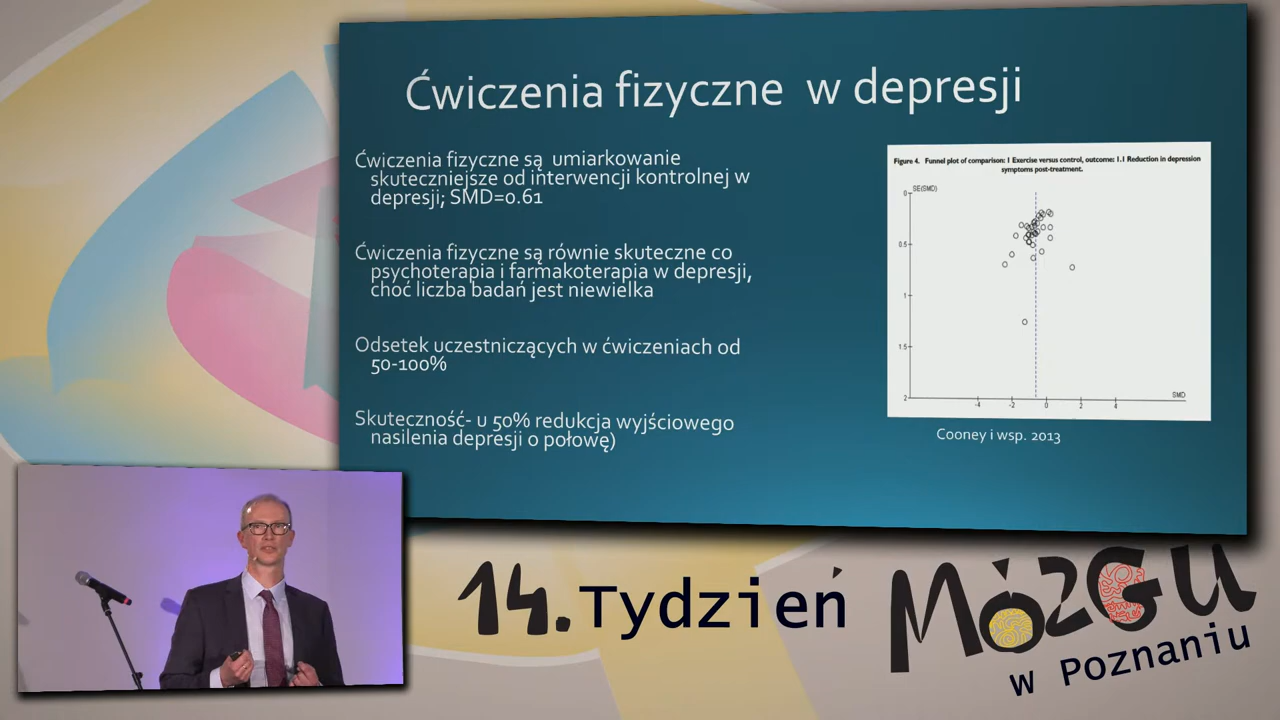 Ćwiczenia fizyczne w depresji
Ćwiczenia fizyczne są umiarkowanie
skuteczniejsze od interwencji kontrolnej w
depresji; SMD=0.61
Ćwiczenia fizyczne są równie skuteczne co
psychoterapia i farmakoterapia w depresji,
choć liczba badań jest niewielka
Odsetek uczestniczących w ćwiczeniach od
50-100%
Skuteczność- u 50% redukcja wyjściowego
nasilenia depresji o połowę)
Figure 4. Funnel plot of comparison: 1 Exercise versus control, outcome: 1.1 Reduction in depression
symptoms post-treatment.
SE(SMD)
0
0.5
1
1.5
2
SMD
-4 -2 0 2 4
Cooney i wsp. 2013
14. Tydzień MÓZGU
w Poznaniu